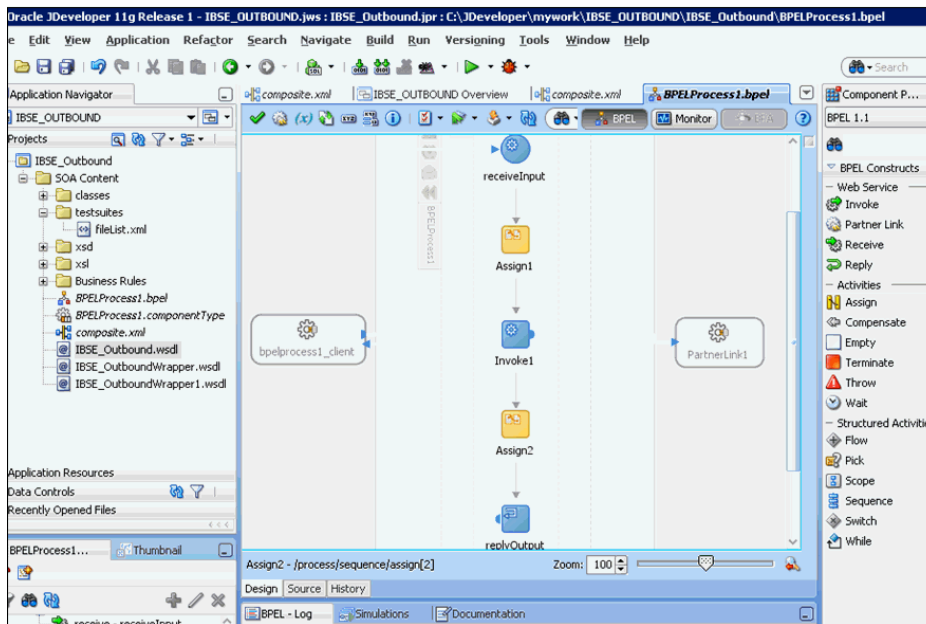 Oracle JDeveloper 11g Release 1 - IBSE_OUTBOUND.jws : IBSE_Outbound.jpr : C:\JDeveloper\mywork\IBSE_OUTBOUND\IBSE_Outbound\BPELProcess1.bpel
e Edit View Application Refactor Search Navigate Build Run Versioning Tools Window Help
Search
Application Navigator
composite.xml
IBSE_OUTBOUND Overview
composite.xml
BPELProcess1.bpel
Component P...
IBSE_OUTBOUND
BPEL
Monitor
BPA
BPEL 1.1
Projects
IBSE_Outbound
SOA Content
classes
testsuites
fileList.xml
xsd
xsl
Business Rules
BPELProcess1.bpel
BPELProcess1.componentType
composite.xml
IBSE_Outbound.wsdl
IBSE_OutboundWrapper.wsdl
IBSE_OutboundWrapper1.wsdl
Application Resources
Data Controls
Recently Opened Files
BPELProcess1...
Thumbnail
receive - receiveInput
BPELProcess1
receiveInput
Assign1
bpelprocess1_client
Invoke1
PartnerLink1
Assign2
replyOutput
Assign2 - /process/sequence/assign[2]
Zoom: 100
Design Source History
BPEL - Log
Simulations
Documentation
BPEL Constructs
Web Service
Invoke
Partner Link
Receive
Reply
Activities
Assign
Compensate
Empty
Terminate
Throw
Wait
Structured Activiti
Flow
Pick
Scope
Sequence
Switch
While